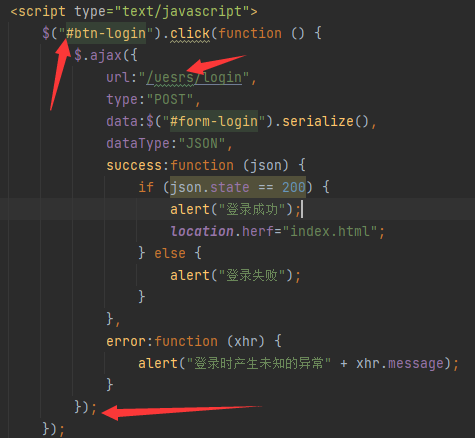 <script type="text/javascript">
$("#btn-login").click(function () {
$.ajax({
url:"/uesrs/login",
type:"POST",
data:$("#form-login").serialize(),
dataType:"JSON",
success:function (json) {
if (json.state == 200) {
alert("登录成功");
location.herf="index.html";
} else {
alert("登录失败");
}
},
error:function (xhr) {
alert("登录时产生未知的异常" + xhr.message);
}
});
});